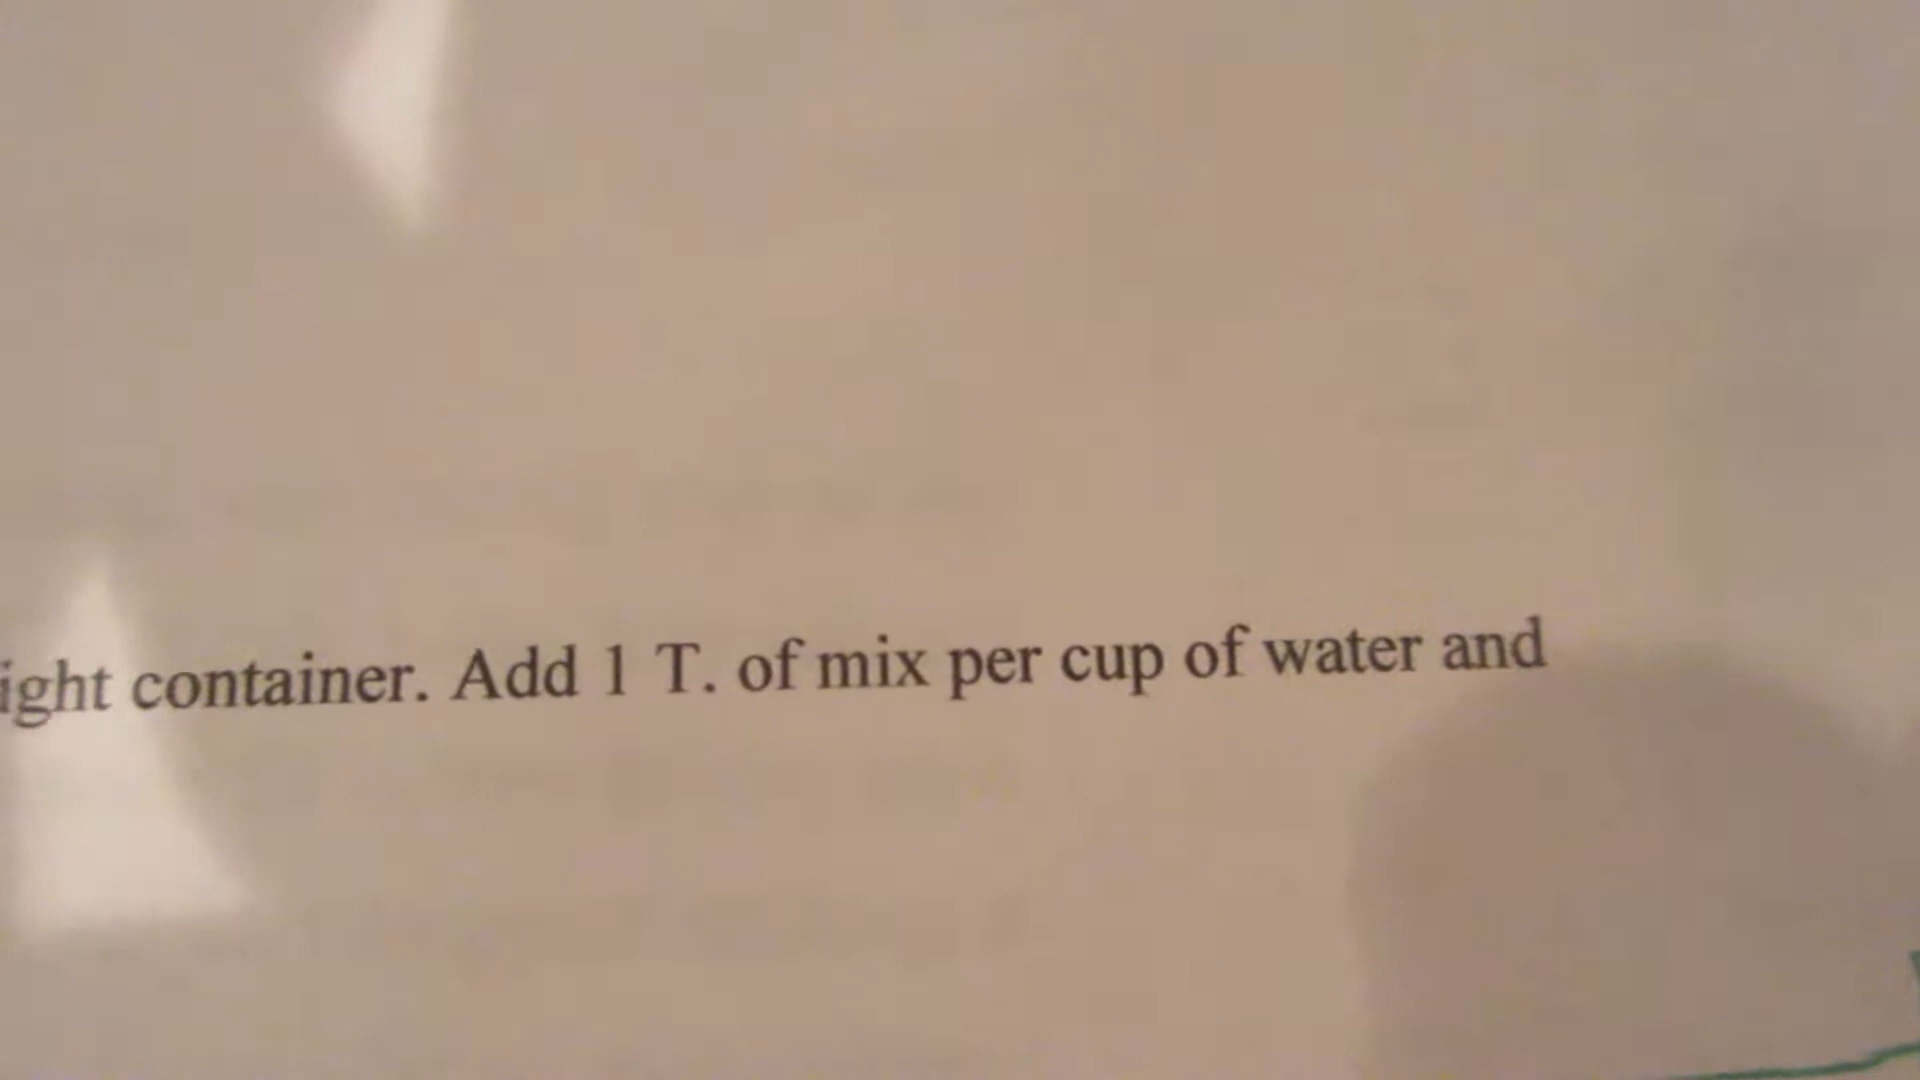 ight container. Add 1 T. of mix per cup of water and